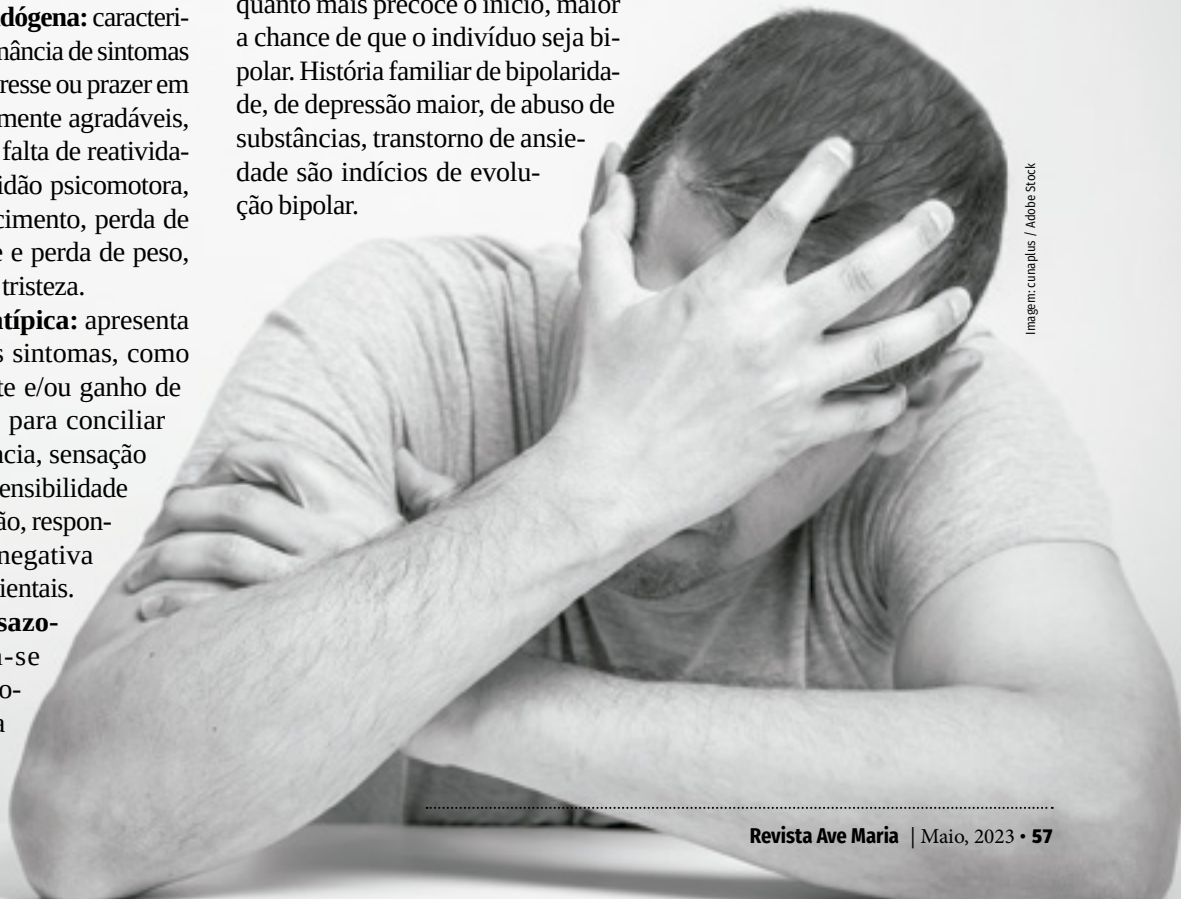 dógena: caracteri-
mância de sintomas
resse ou prazer em
mente agradáveis,
falta de reativida-
idão psicomotora,
cimento, perda de
e e perda de peso,
tristeza.
típica: apresenta
s sintomas, como
te e/ou ganho de
para conciliar
ncia, sensação
ensibilidade
ão, respon-
negativa
ientais.
sazo-
-se
o-
a
quanto mais precoce o início, maior
a chance de que o indivíduo seja bi-
polar. História familiar de bipolarida-
de, de depressão maior, de abuso de
substâncias, transtorno de ansie-
dade são indícios de evolu-
ção bipolar.
Imagem: cunaplus / Adobe Stock
Revista Ave Maria | Maio, 2023 • 57